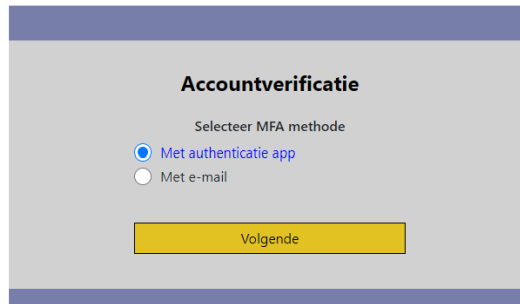 Accountverificatie
Selecteer MFA methode
Met authenticatie app
Met e-mail
Volgende